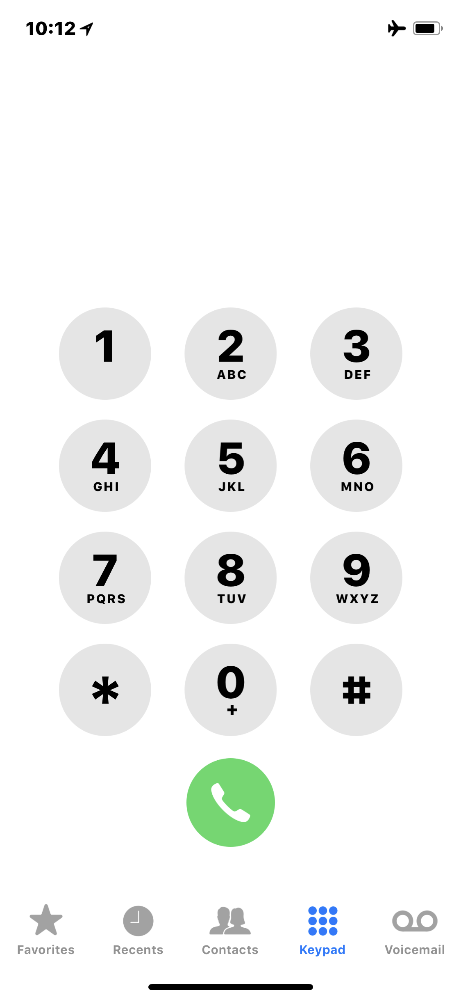 10:12
1 2 3
ABC DEF
4 5 6
GHI JKL MNO
7 8 9
PQRS TUV WXYZ
* 0 #
+
Favorites Recents Contacts Keypad Voicemail